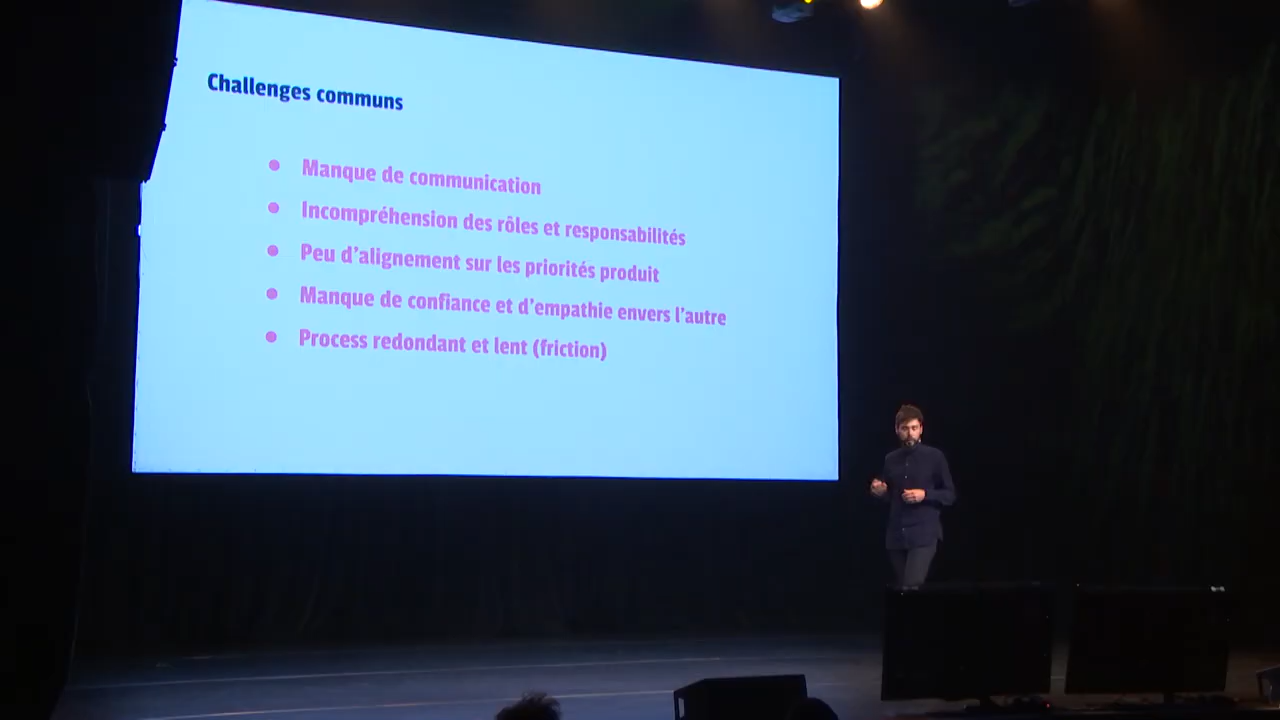 Challenges communs
Manque de communication
Incompréhension des rôles et responsabilités
Peu d'alignement sur les priorités produit
Manque de confiance et d'empathie envers l'autre
Process redondant et lent (friction)